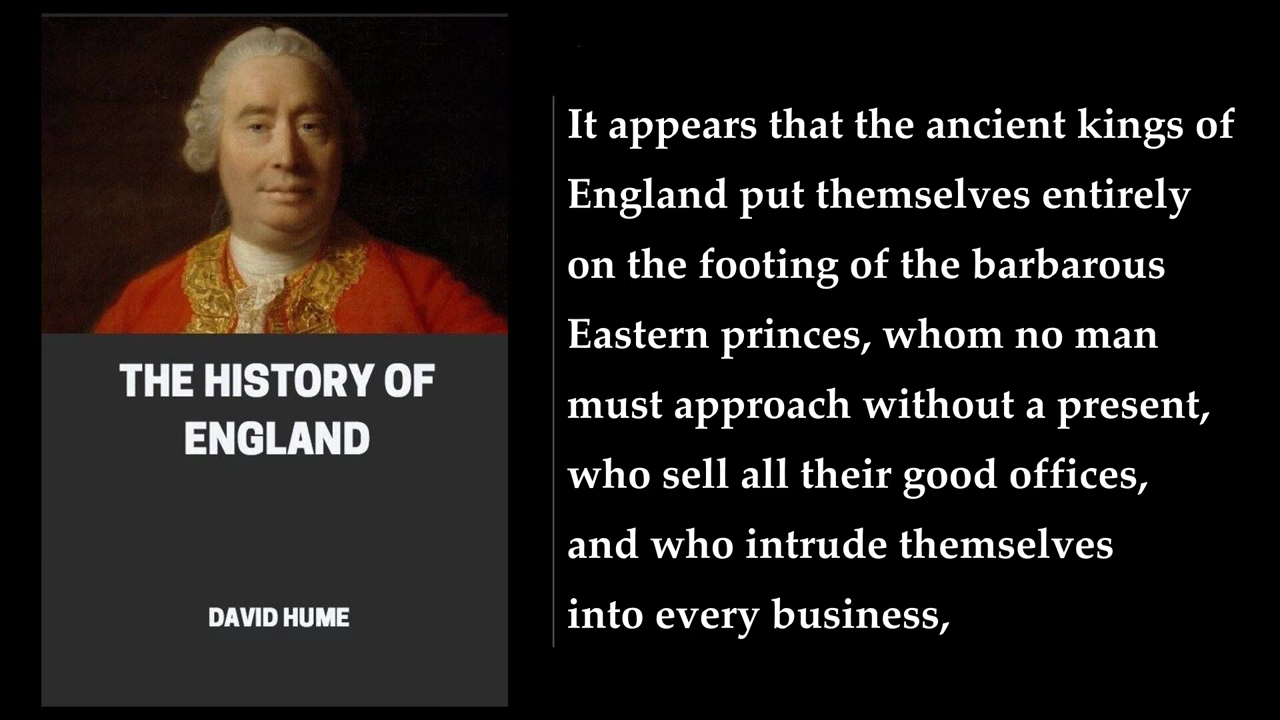 THE HISTORY OF
ENGLAND
DAVID HUME
It appears that the ancient kings of
England put themselves entirely
on the footing of the barbarous
Eastern princes, whom no man
must approach without a present,
who sell all their good offices,
and who intrude themselves
into every business,